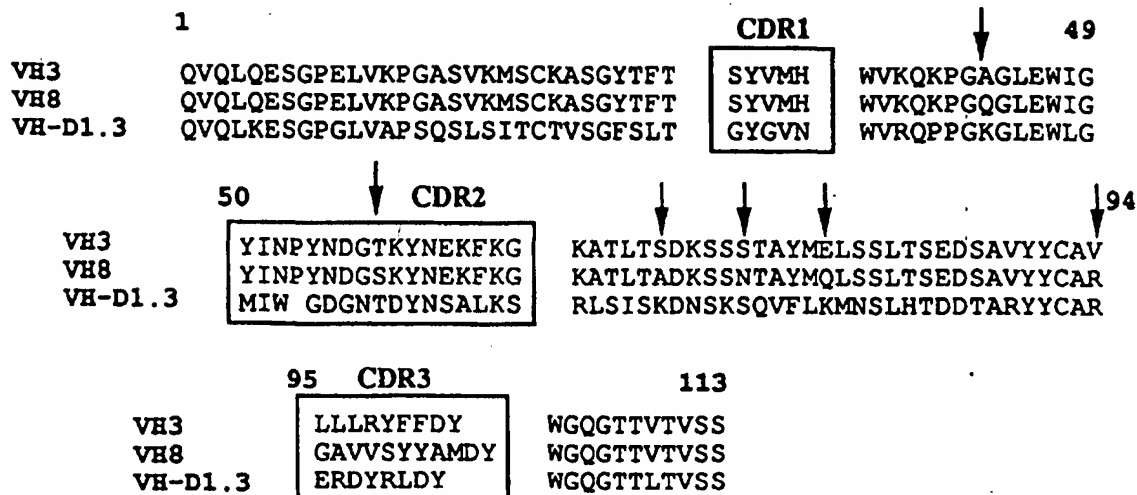 1 CDR1 49
VH3 QVQLQESGPELVKPGASVKMSCKASGYTFT SYVMH WVKQKPGAGLEWIG
VH8 QVQLQESGPELVKPGASVKMSCKASGYTFT SYVMH WVKQKPGQGLEWIG
VH-D1.3 QVQLKESGPGLVAPSQSLSITCTVSGFSLT GYGVN WVRQPPGKGLEWLG
50 CDR2 94
VH3 YINPYNDGTKYNEKFKG KATLTSDKSSSTAYMELSSLTSEDSAVYYCAV
VH8 YINPYNDGSKYNEKFKG KATLTADKSSNTAYMQLSSLTSEDSAVYYCAR
VH-D1.3 MIW GDGNTDYNSALKS RLSISKDNSKSQVFLKMNSLHTDDTARYYCAR
95 CDR3 113
VH3 LLLRYFFDY WGQGTTVTVSS
VH8 GAVVSYYAMDY WGQGTTVTVSS
VH-D1.3 ERDYRLDY WGQGTTLTVSS